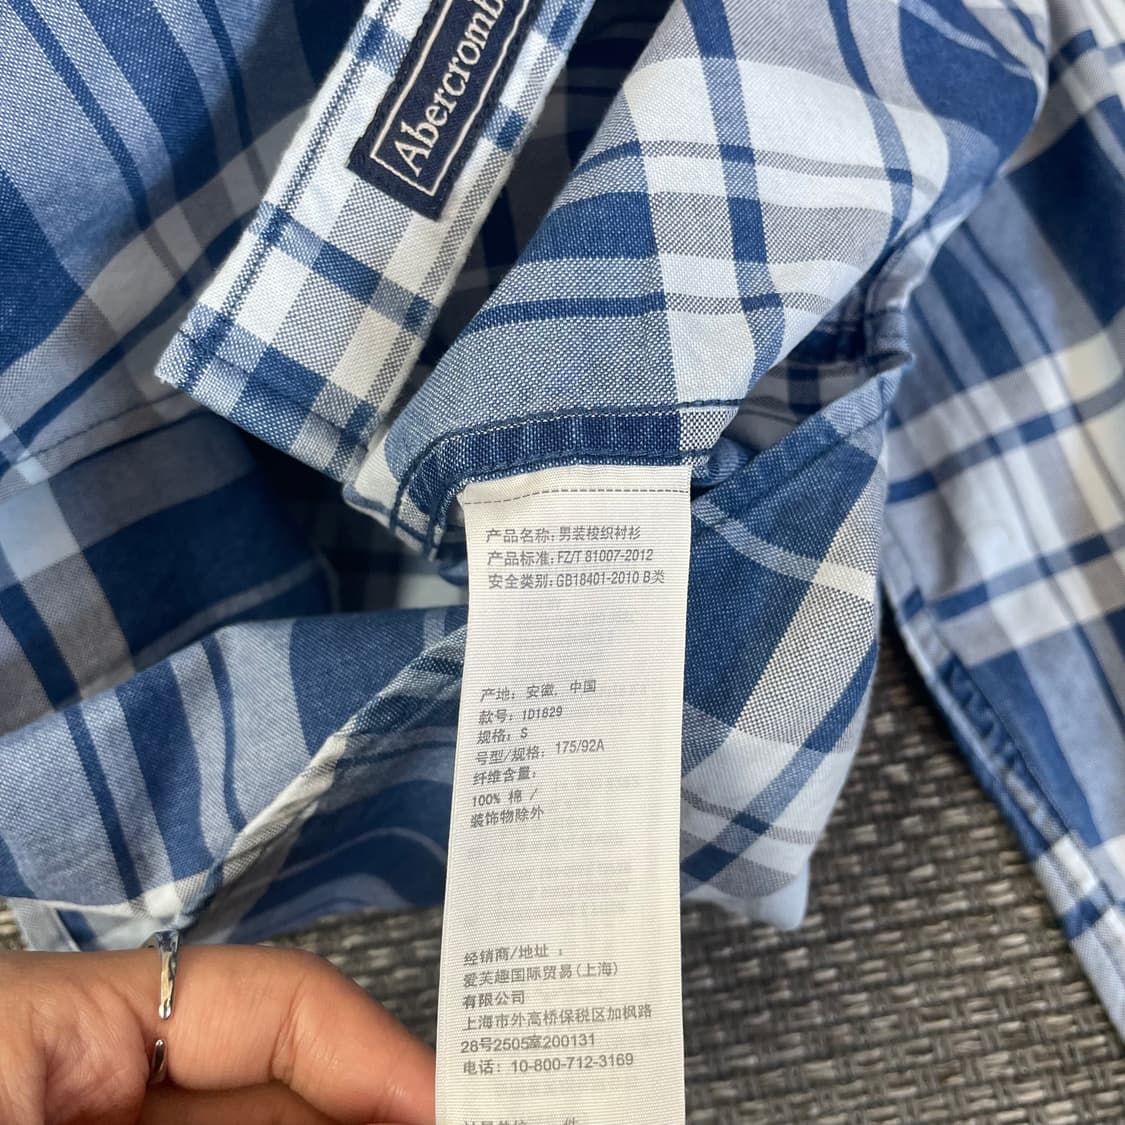 Abercromb
产品名称：男装梭织衬衫
产品标准：FZ/T 81007-2012
安全类别：GB18401-2010 B类
产地：安徽，中国
款号：1D1829
规格：S
号型/规格：175/92A
纤维含量：
100% 棉 /
装饰物除外
经销商/地址：
爱芙趣国际贸易(上海)
有限公司
上海市外高桥保税区加枫路
28号2505室200131
电话：10-800-712-3169